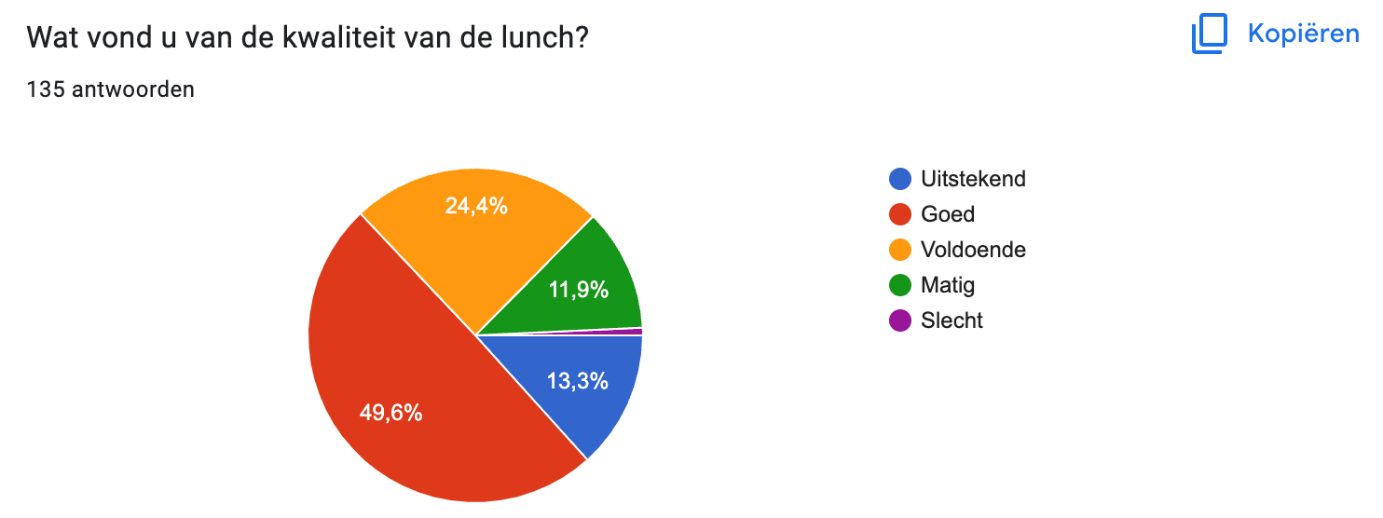 Wat vond u van de kwaliteit van de lunch?
Kopiëren
135 antwoorden
24,4%
11,9%
13,3%
49,6%
Uitstekend
Goed
Voldoende
Matig
Slecht